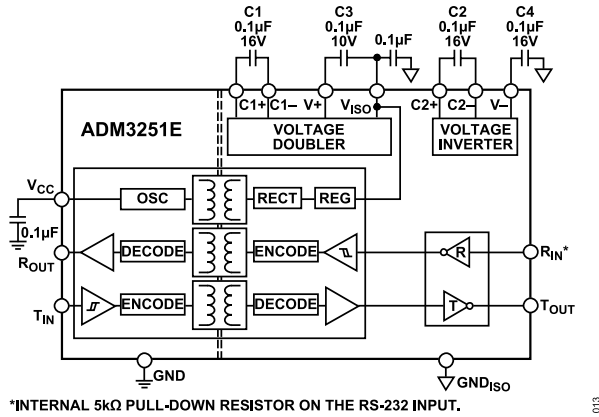 C1
0.1µF
16V
C3
0.1µF
10V
0.1µF
C2
0.1µF
16V
C4
0.1µF
16V
C1+
C1–
V+
VISO
C2+
C2–
V–
ADM3251E
VOLTAGE
DOUBLER
VOLTAGE
INVERTER
VCC
0.1µF
OSC
RECT
REG
ROUT
DECODE
ENCODE
R
RIN*
TIN
ENCODE
DECODE
T
TOUT
GND
GNDISO
*INTERNAL 5kΩ PULL-DOWN RESISTOR ON THE RS-232 INPUT.
013